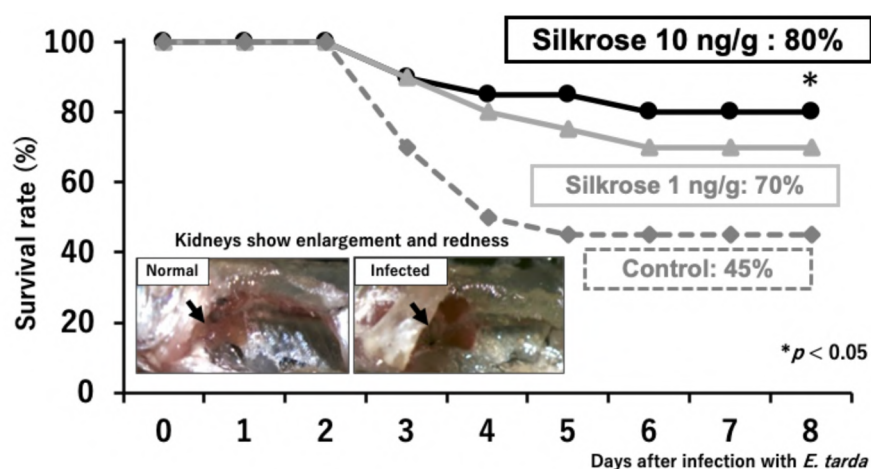 Silkrose 10 ng/g : 80%
*
Silkrose 1 ng/g: 70%
Control: 45%
Kidneys show enlargement and redness
Normal
Infected
*p < 0.05
Survival rate (%)
100
80
60
40
20
0
0 1 2 3 4 5 6 7 8
Days after infection with E. tarda